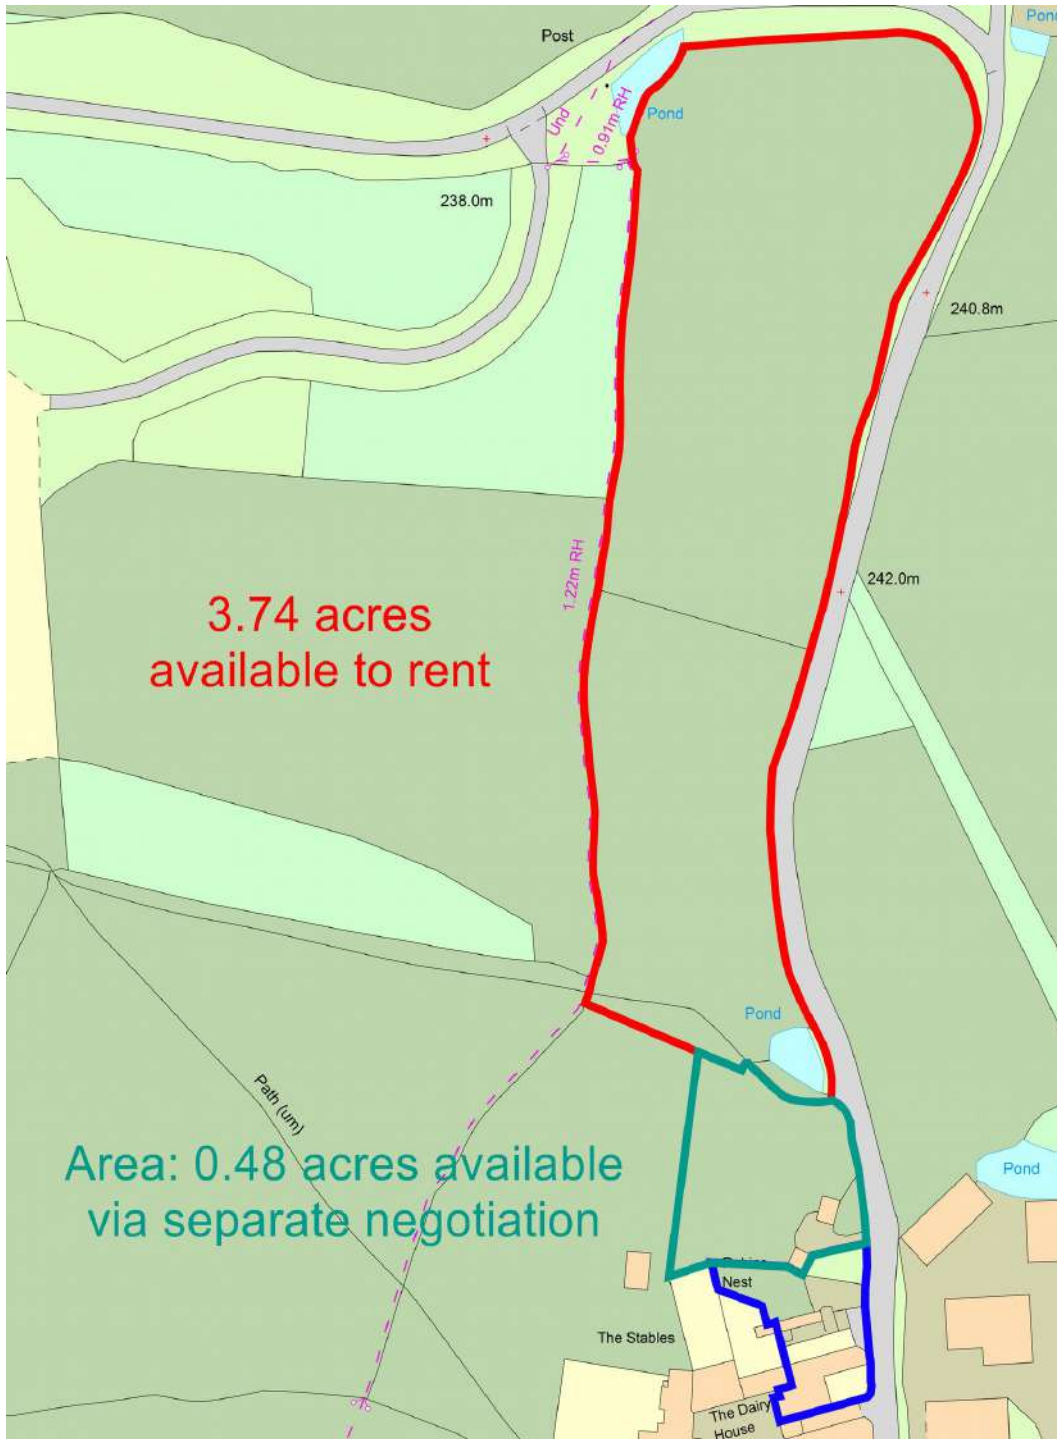 Post
Pond
Und
0.91m RH
Pond
238.0m
240.8m
1.22m RH
242.0m
3.74 acres
available to rent
Pond
Path (um)
Area: 0.48 acres available
via separate negotiation
Pond
Nest
The Stables
The Dairy
House